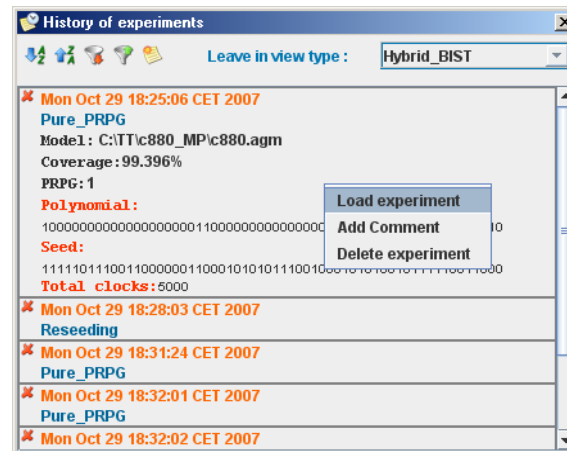 History of experiments
Leave in view type : Hybrid_BIST
Mon Oct 29 18:25:06 CET 2007
Pure_PRPG
Model: C:\TT\c880_MP\c880.agm
Coverage:99.396%
PRPG:1
Polynomial:
Load experiment
Add Comment
Delete experiment
Seed:
Total clocks:5000
Mon Oct 29 18:28:03 CET 2007
Reseeding
Mon Oct 29 18:31:24 CET 2007
Pure_PRPG
Mon Oct 29 18:32:01 CET 2007
Pure_PRPG
Mon Oct 29 18:32:02 CET 2007